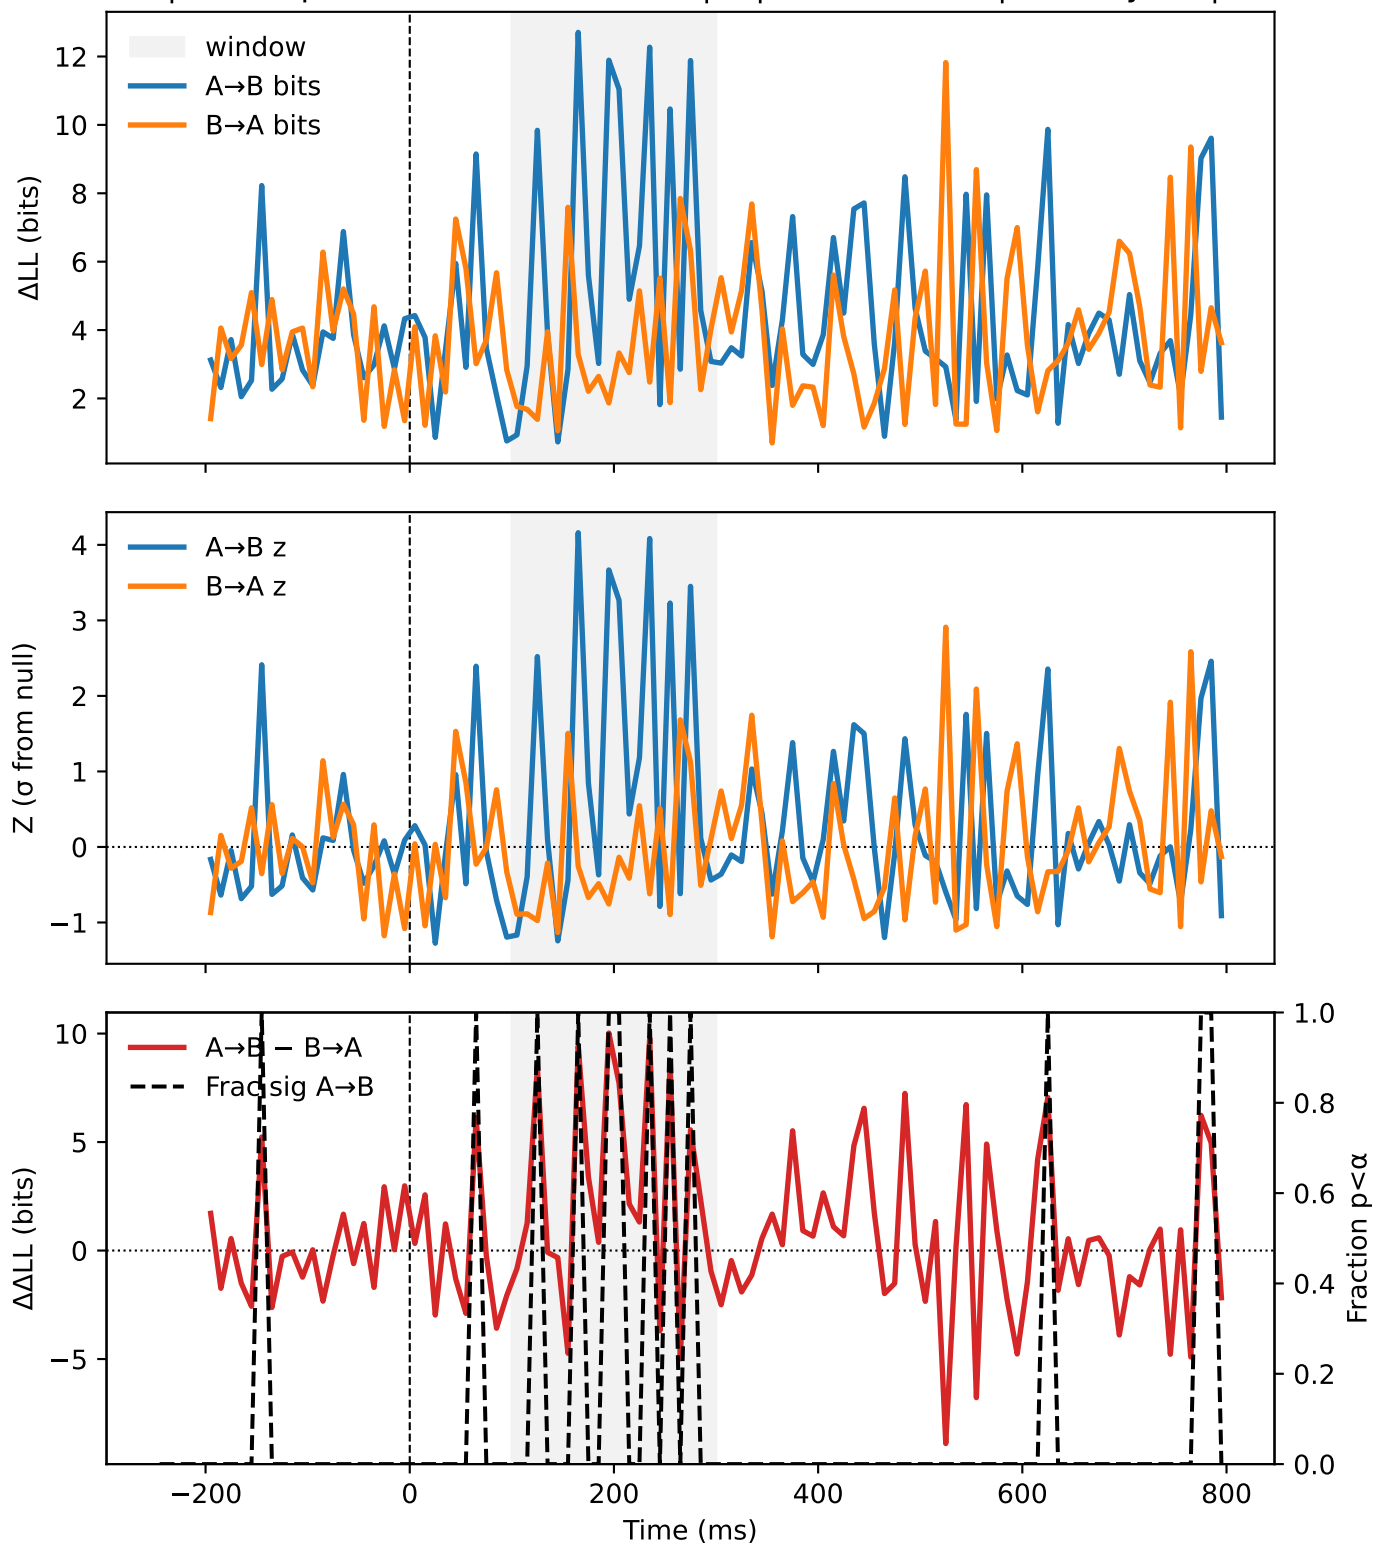 window
A→B bits
B→A bits
12
10
8
6
4
2
ΔLL (bits)
A→B z
B→A z
4
3
2
1
0
−1
Z (σ from null)
A→B − B→A
Frac sig A→B
10
5
0
−5
ΔΔLL (bits)
1.0
0.8
0.6
0.4
0.2
0.0
Fraction p<α
−200 0 200 400 600 800
Time (ms)